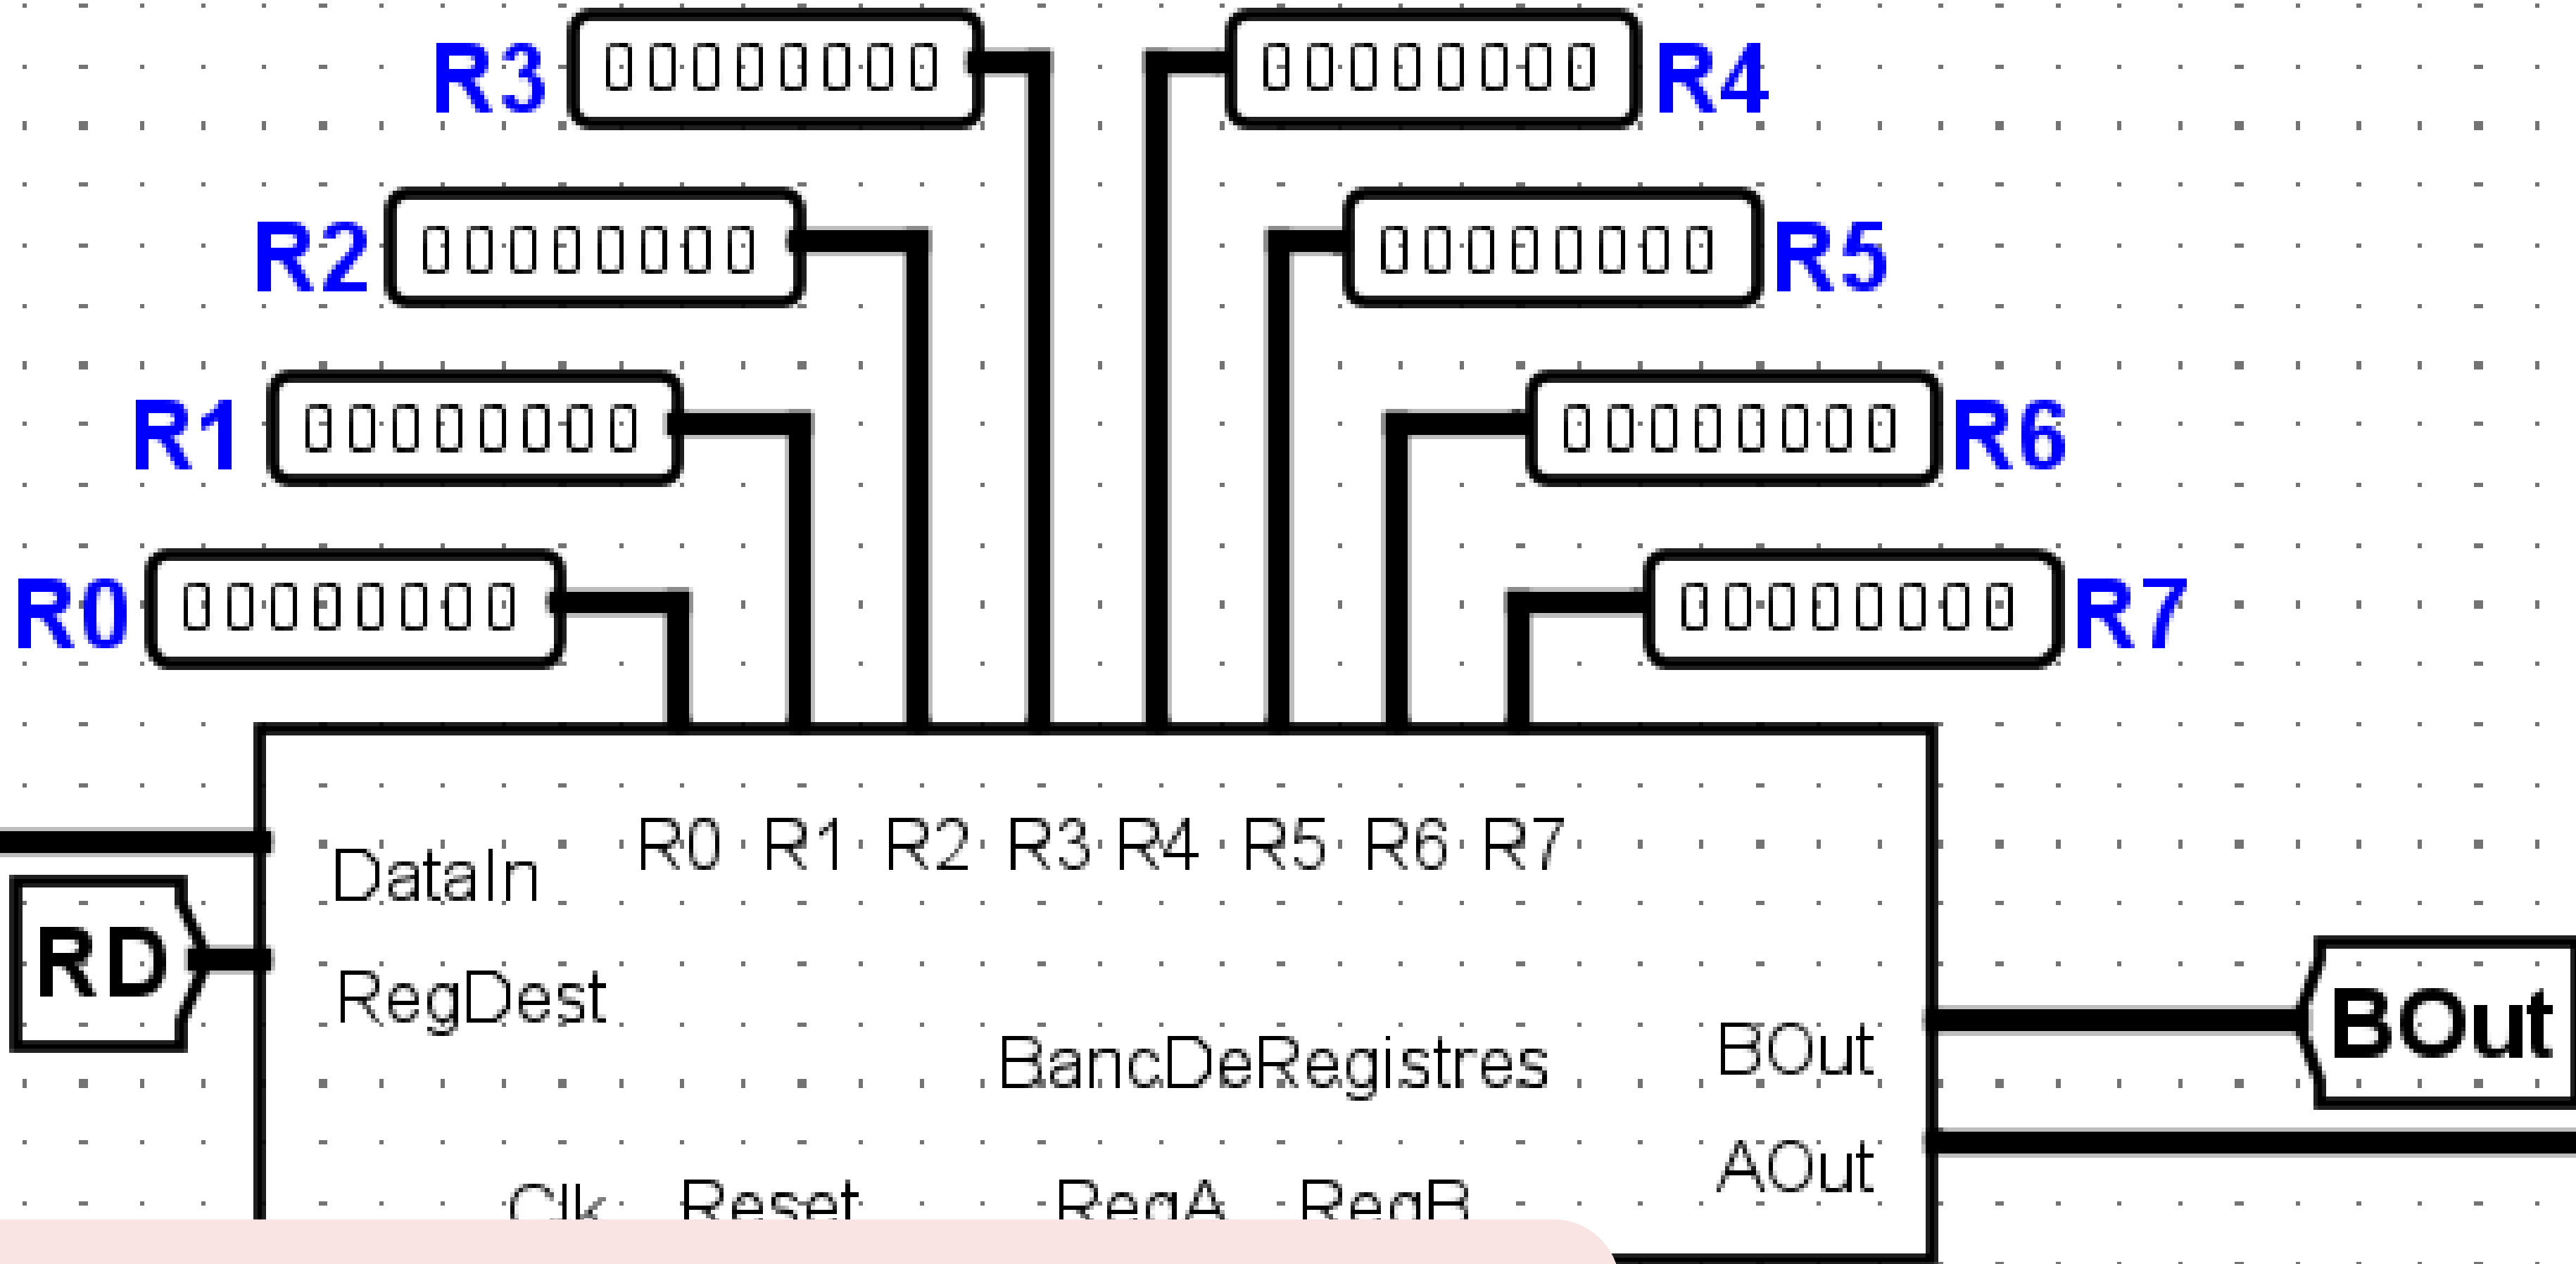 R3 00000000 00000000 R4
R2 00000000 00000000 R5
R1 00000000 00000000 R6
R0 00000000 00000000 R7
R0 R1 R2 R3 R4 R5 R6 R7
DataIn
RD
RegDest
BancDeRegistres
BOut
BOut
AOut
Clk Reset RegA RegB